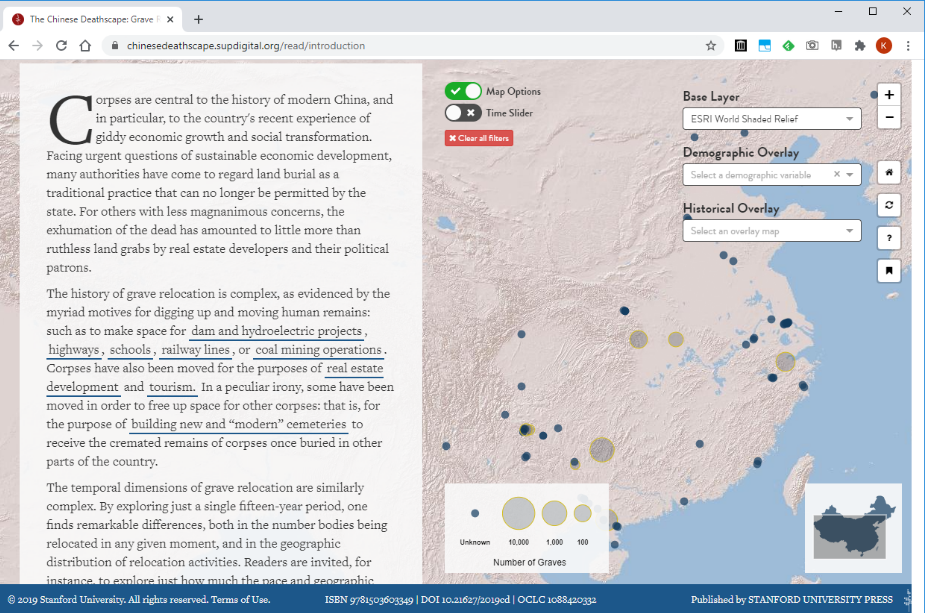 The Chinese Deathscape: Grave R
chinesedeathscape.supdigital.org/read/introduction
K
Corpses are central to the history of modern China, and
in particular, to the country's recent experience of
giddy economic growth and social transformation.
Facing urgent questions of sustainable economic development,
many authorities have come to regard land burial as a
traditional practice that can no longer be permitted by the
state. For others with less magnanimous concerns, the
exhumation of the dead has amounted to little more than
ruthless land grabs by real estate developers and their political
patrons.
The history of grave relocation is complex, as evidenced by the
myriad motives for digging up and moving human remains:
such as to make space for dam and hydroelectric projects,
highways, schools, railway lines, or coal mining operations.
Corpses have also been moved for the purposes of real estate
development and tourism. In a peculiar irony, some have been
moved in order to free up space for other corpses: that is, for
the purpose of building new and “modern” cemeteries to
receive the cremated remains of corpses once buried in other
parts of the country.
The temporal dimensions of grave relocation are similarly
complex. By exploring just a single fifteen-year period, one
finds remarkable differences, both in the number bodies being
relocated in any given moment, and in the geographic
distribution of relocation activities. Readers are invited, for
instance, to explore just how much the pace and geographic
Map Options
Time Slider
Clear all filters
Base Layer
ESRI World Shaded Relief
Demographic Overlay
Select a demographic variable
Historical Overlay
Select an overlay map
+
−
?
Unknown 10,000 1,000 100
Number of Graves
© 2019 Stanford University. All rights reserved. Terms of Use. ISBN 9781503603349 | DOI 10.21627/2019cd | OCLC 1088420332 Published by STANFORD UNIVERSITY PRESS